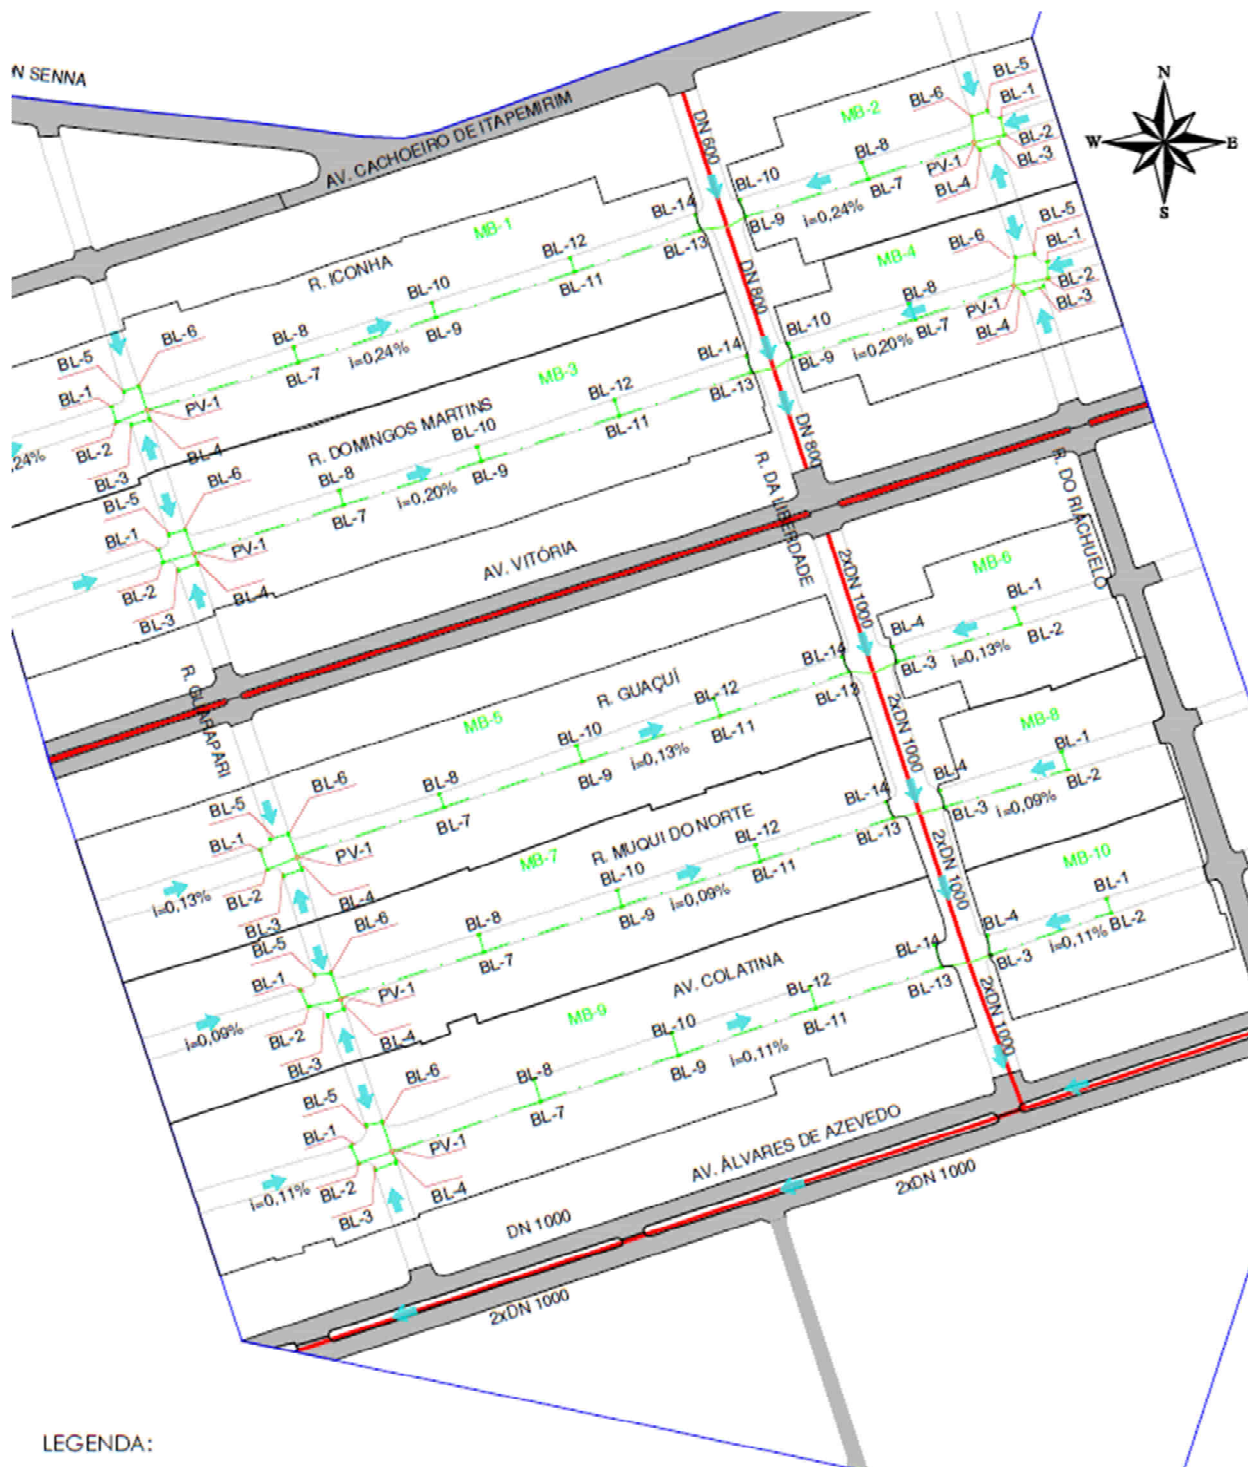 N SENNA
AV. CACHOEIRO DE ITAPEMIRIM
DN 600
MB-2
BL-6
BL-5
BL-1
BL-2
BL-3
PV-1
BL-4
BL-8
BL-7
BL-10
BL-9
i=0,24%
N
W
E
S
MB-1
BL-14
BL-13
BL-12
BL-11
R. ICONHA
BL-10
BL-9
i=0,24%
BL-8
BL-7
BL-6
BL-5
BL-1
PV-1
BL-2
BL-3
BL-4
,24%
DN 800
MB-4
BL-6
BL-5
BL-1
BL-2
BL-3
PV-1
BL-4
BL-8
BL-7
BL-10
BL-9
i=0,20%
MB-3
BL-14
BL-13
BL-12
BL-11
R. DOMINGOS MARTINS
BL-10
BL-9
i=0,20%
BL-8
BL-7
BL-6
BL-5
BL-1
PV-1
BL-2
BL-3
BL-4
DN 800
R. DA LIBERDADE
R. DO RIACHUELO
AV. VITÓRIA
R. GUARAPARI
2xDN 1000
MB-6
BL-1
BL-2
BL-4
BL-3
i=0,13%
MB-5
R. GUAÇUÍ
BL-14
BL-13
BL-12
BL-11
BL-10
BL-9
i=0,13%
BL-8
BL-7
BL-6
BL-5
BL-1
PV-1
BL-2
BL-3
BL-4
i=0,13%
2xDN 1000
MB-8
BL-1
BL-2
BL-4
BL-3
i=0,09%
MB-7
R. MUQUI DO NORTE
BL-14
BL-13
BL-12
BL-11
BL-10
BL-9
i=0,09%
BL-8
BL-7
BL-6
BL-5
BL-1
PV-1
BL-2
BL-3
BL-4
i=0,09%
2xDN 1000
MB-10
BL-1
BL-2
BL-4
BL-3
i=0,11%
MB-9
AV. COLATINA
BL-14
BL-13
BL-12
BL-11
BL-10
BL-9
i=0,11%
BL-8
BL-7
BL-6
BL-5
BL-1
PV-1
BL-2
BL-3
BL-4
i=0,11%
2xDN 1000
AV. ÁLVARES DE AZEVEDO
2xDN 1000
DN 1000
2xDN 1000
LEGENDA: